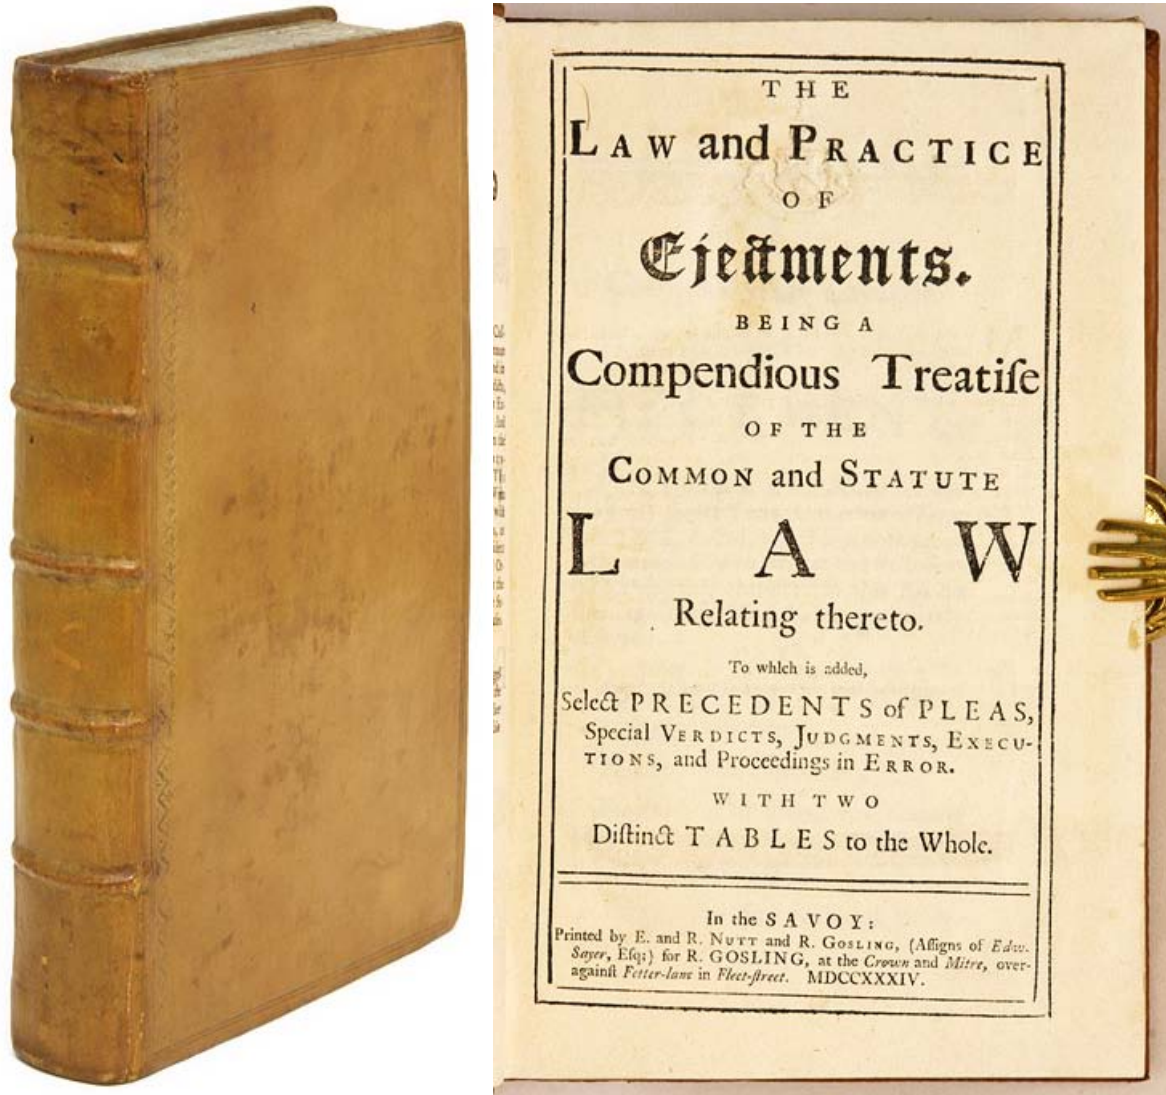 THE
LAW and PRACTICE
OF
Ejectments.
BEING A
Compendious Treatiſe
OF THE
COMMON and STATUTE
LAW
Relating thereto.
To which is added,
Select PRECEDENTS of PLEAS,
Special VERDICTS, JUDGMENTS, EXECU-
TIONS, and Proceedings in ERROR.
WITH TWO
Diſtinct TABLES to the Whole.
In the SAVOY:
Printed by E. and R. NUTT and R. GOSLING, (Aſſigns of Edw.
Sayer, Eſq;) for R. GOSLING, at the Crown and Mitre, over-
againſt Fetter-lane in Fleet-ſtreet. MDCCXXXIV.